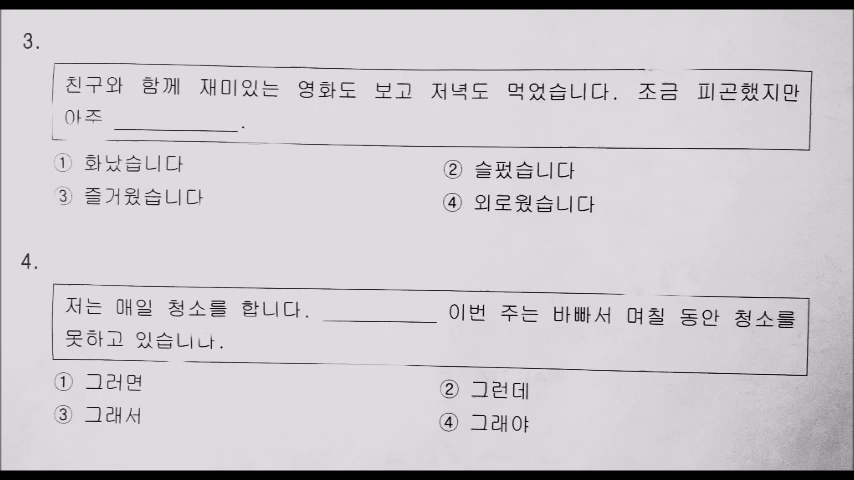 3.
친구와 함께 재미있는 영화도 보고 저녁도 먹었습니다. 조금 피곤했지만
아주 __________.
① 화났습니다
② 슬펐습니다
③ 즐거웠습니다
④ 외로웠습니다
4.
저는 매일 청소를 합니다. __________ 이번 주는 바빠서 며칠 동안 청소를
못하고 있습니다.
① 그러면
② 그런데
③ 그래서
④ 그래야